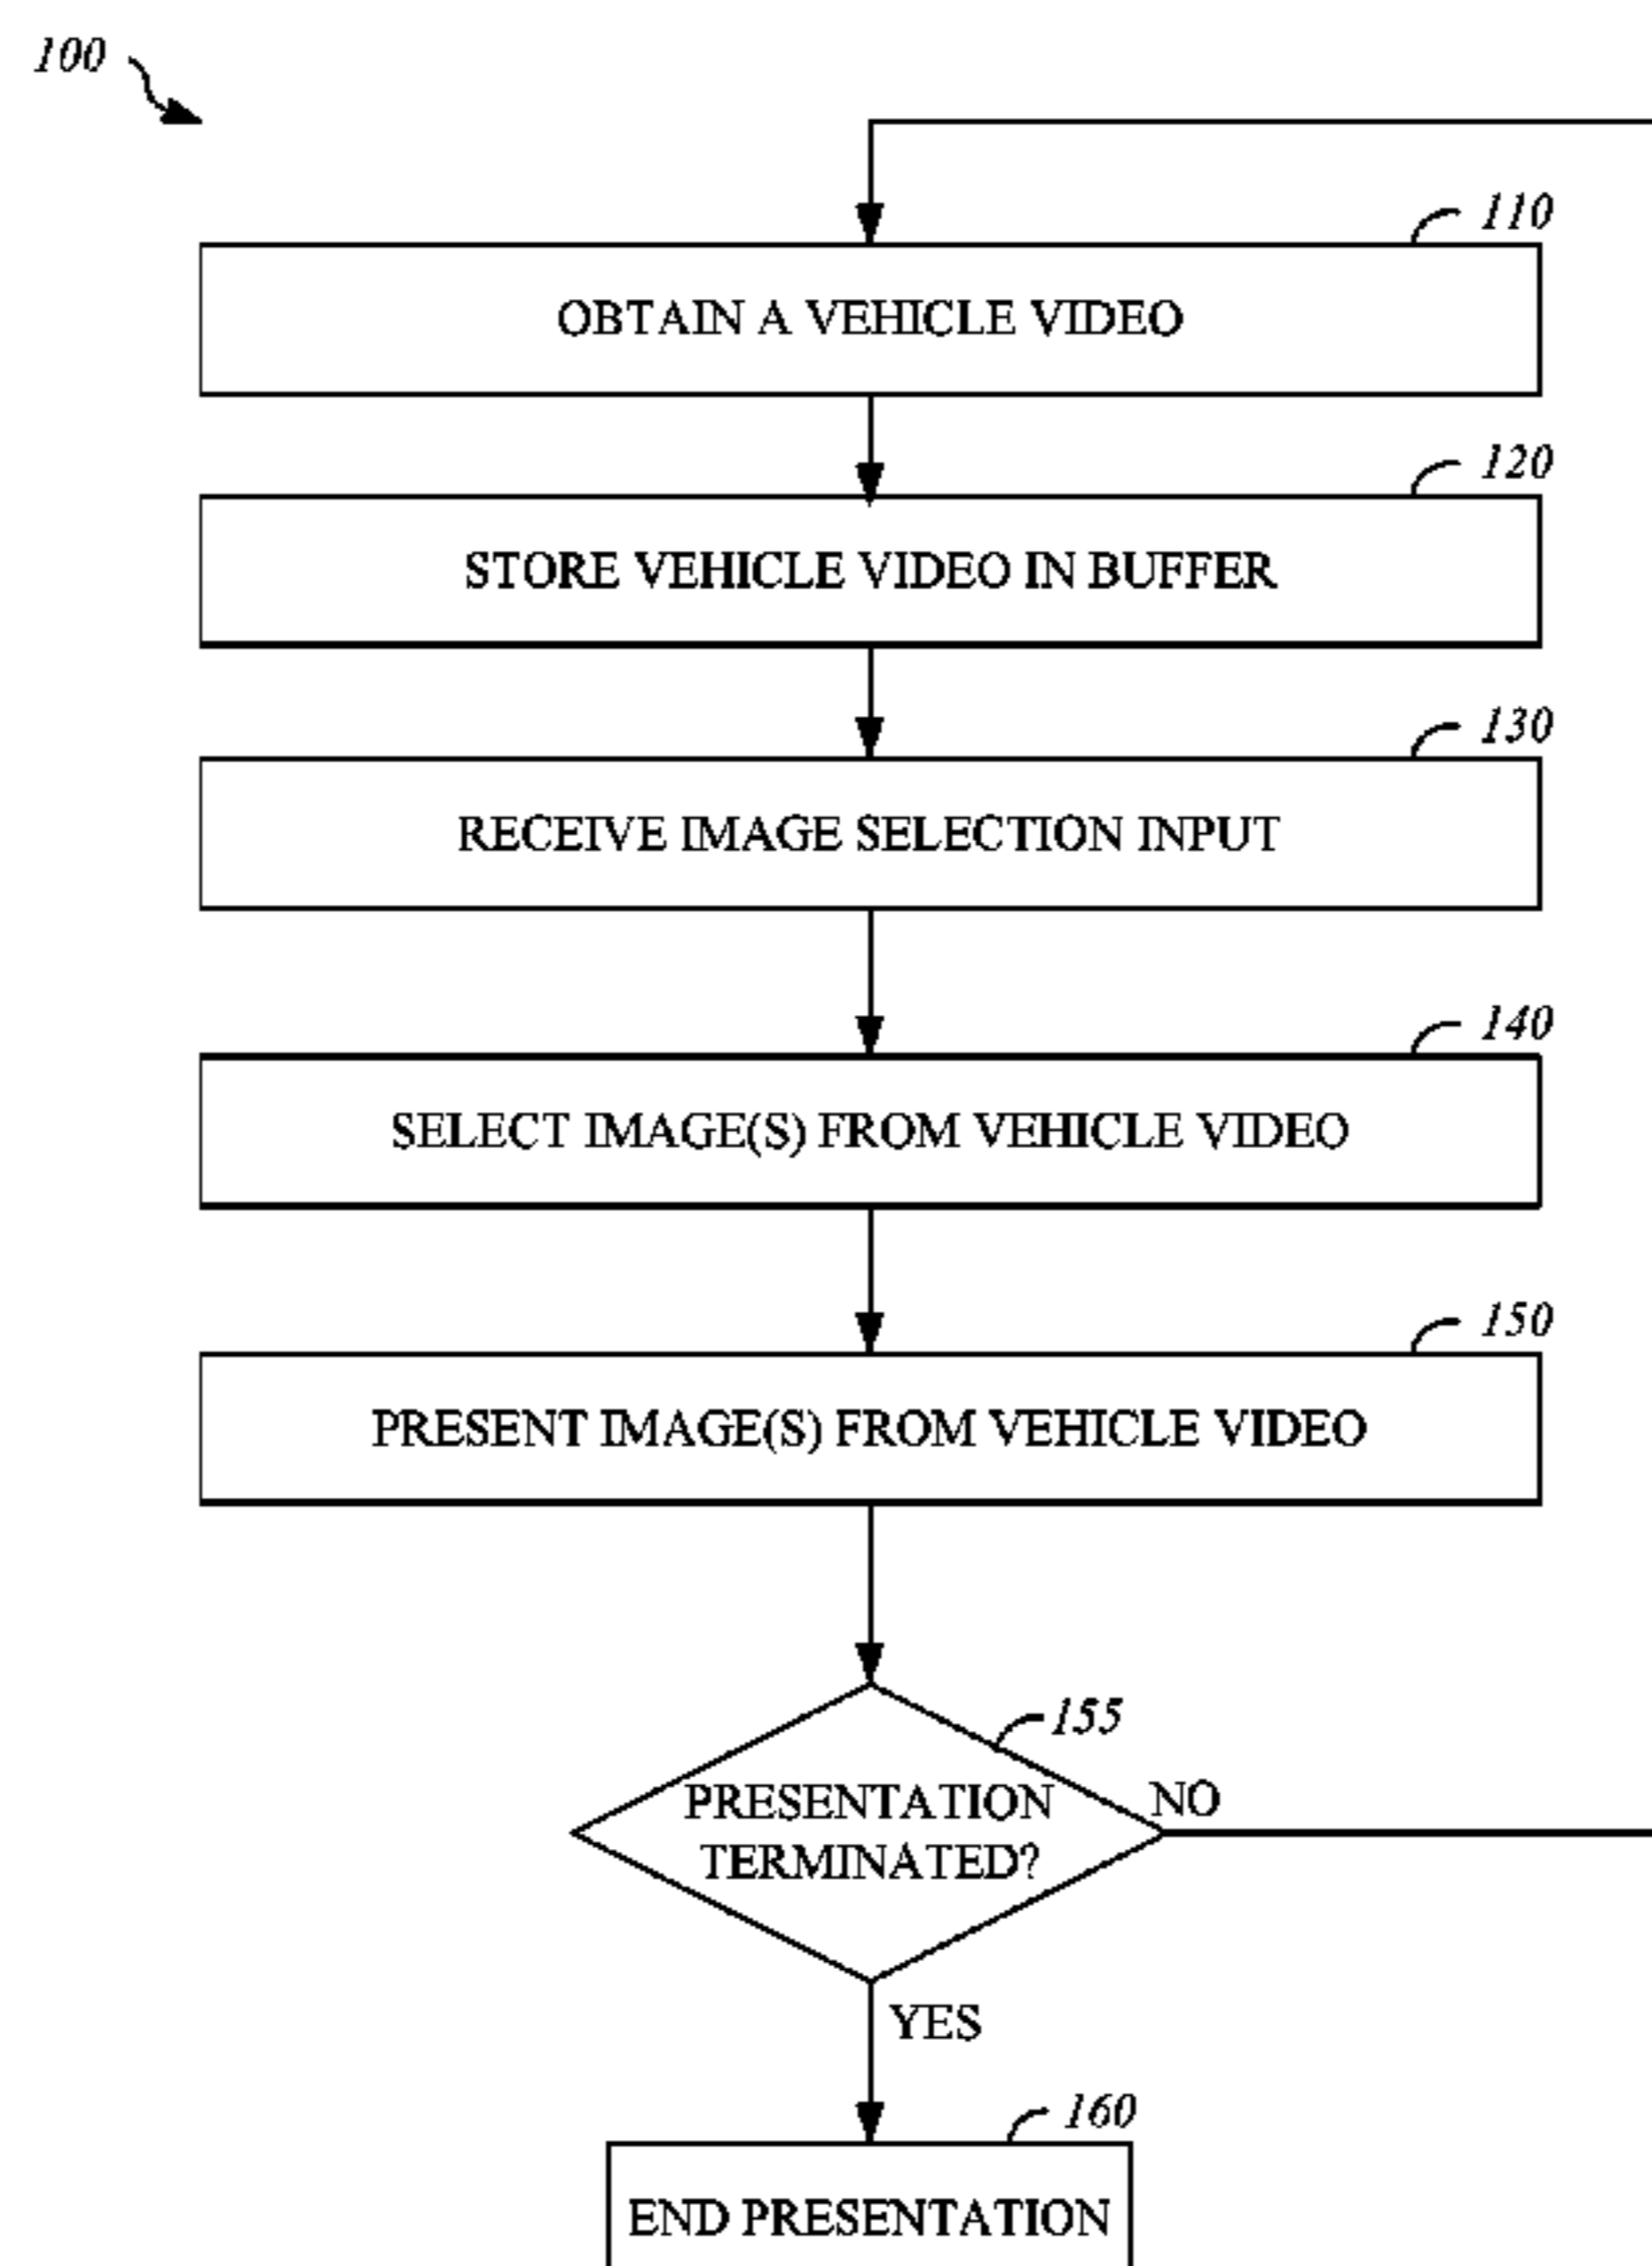 100
110
OBTAIN A VEHICLE VIDEO
120
STORE VEHICLE VIDEO IN BUFFER
130
RECEIVE IMAGE SELECTION INPUT
140
SELECT IMAGE(S) FROM VEHICLE VIDEO
150
PRESENT IMAGE(S) FROM VEHICLE VIDEO
155
PRESENTATION
TERMINATED?
NO
YES
160
END PRESENTATION